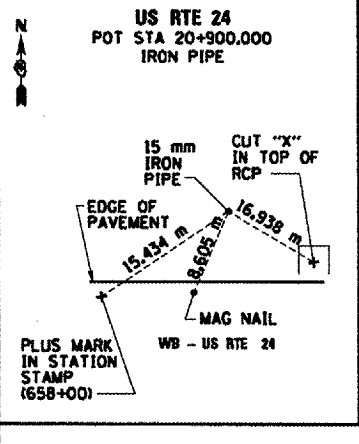 US RTE 24
POT STA 20+900.000
IRON PIPE
N
15 mm
IRON
PIPE
CUT "X"
IN TOP OF
RCP
EDGE OF
PAVEMENT
15.434 m
8.605 m
16.938 m
MAG NAIL
WB - US RTE 24
PLUS MARK
IN STATION
STAMP
(658+00)